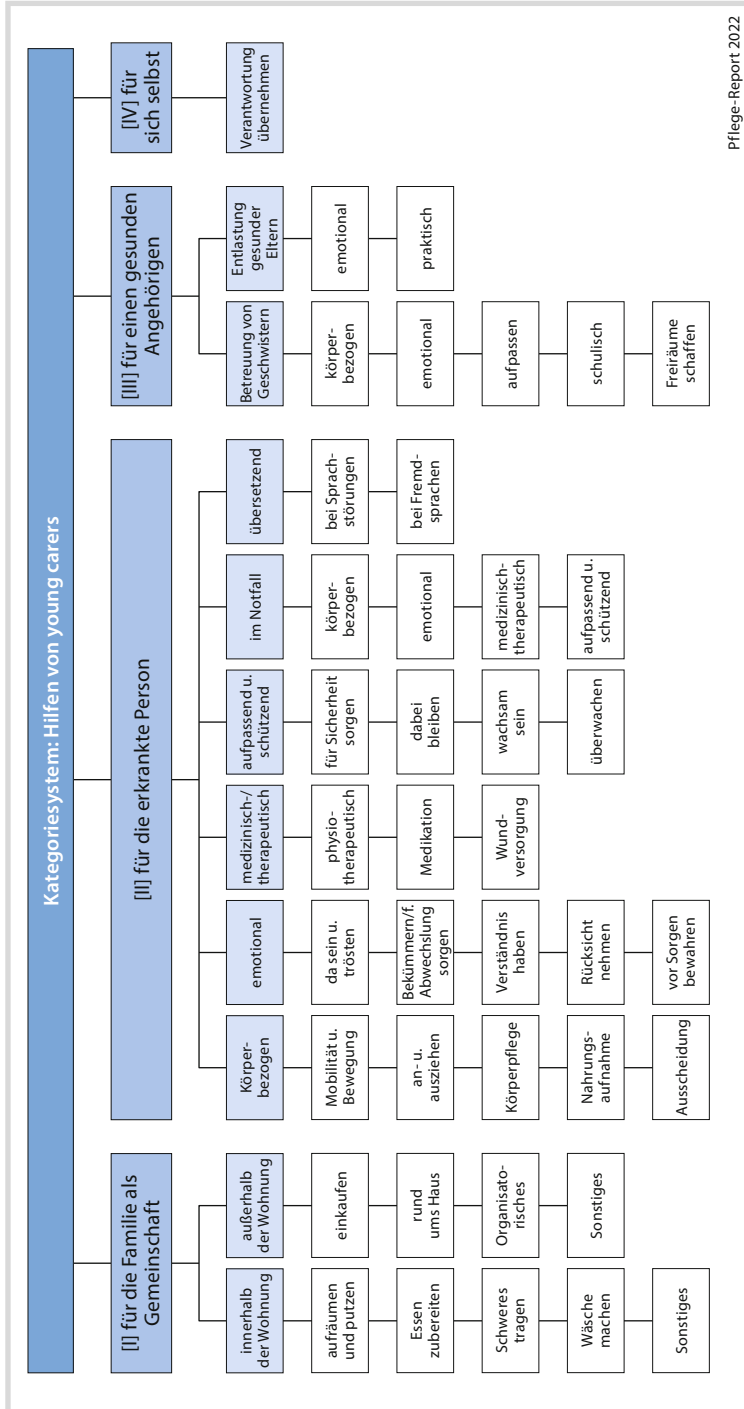 Kategoriesystem: Hilfen von young carers
[I] für die Familie als
Gemeinschaft
innerhalb
der Wohnung
aufräumen
und putzen
Essen
zubereiten
Schweres
tragen
Wäsche
machen
Sonstiges
außerhalb
der Wohnung
einkaufen
rund
ums Haus
Organisato-
risches
Sonstiges
[II] für die erkrankte Person
Körper-
bezogen
Mobilität u.
Bewegung
an- u.
ausziehen
Körperpflege
Nahrungs-
aufnahme
Ausscheidung
emotional
da sein u.
trösten
Bekümmern/f.
Abwechslung
sorgen
Verständnis
haben
Rücksicht
nehmen
vor Sorgen
bewahren
medizinisch-/
therapeutisch
physio-
therapeutisch
Medikation
Wund-
versorgung
aufpassend u.
schützend
für Sicherheit
sorgen
dabei
bleiben
wachsam
sein
überwachen
im Notfall
körper-
bezogen
emotional
medizinisch-
therapeutisch
aufpassend u.
schützend
übersetzend
bei Sprach-
störungen
bei Fremd-
sprachen
[III] für einen gesunden
Angehörigen
Betreuung von
Geschwistern
körper-
bezogen
emotional
aufpassen
schulisch
Freiräume
schaffen
Entlastung
gesunder
Eltern
emotional
praktisch
[IV] für
sich selbst
Verantwortung
übernehmen
Pflege-Report 2022